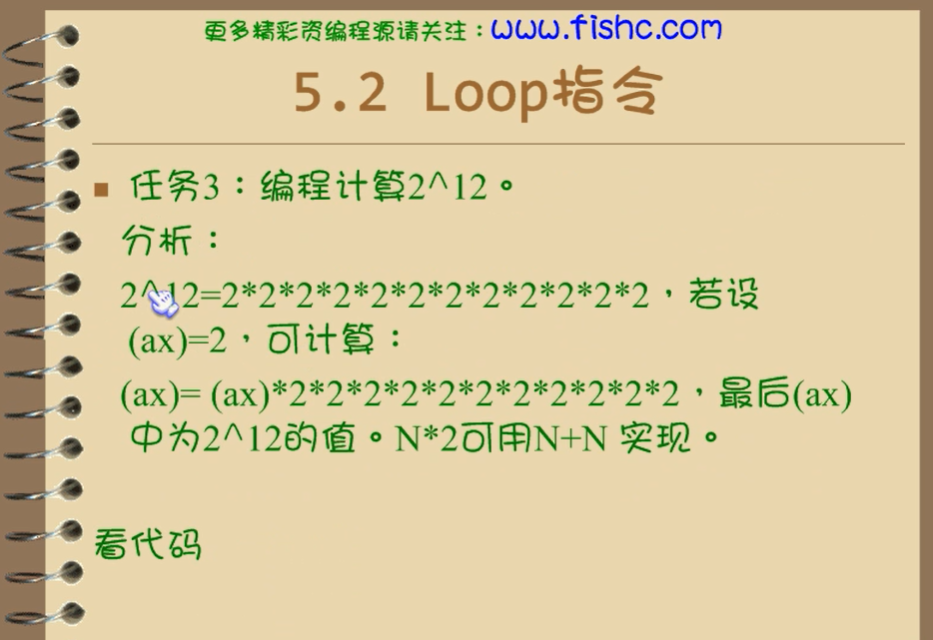 更多精彩资编程源请关注：www.fishc.com
5.2 Loop指令
任务3：编程计算2^12。
分析：
2^12=2*2*2*2*2*2*2*2*2*2*2*2，若设
(ax)=2，可计算：
(ax)= (ax)*2*2*2*2*2*2*2*2*2*2*2，最后(ax)
中为2^12的值。N*2可用N+N 实现。
看代码